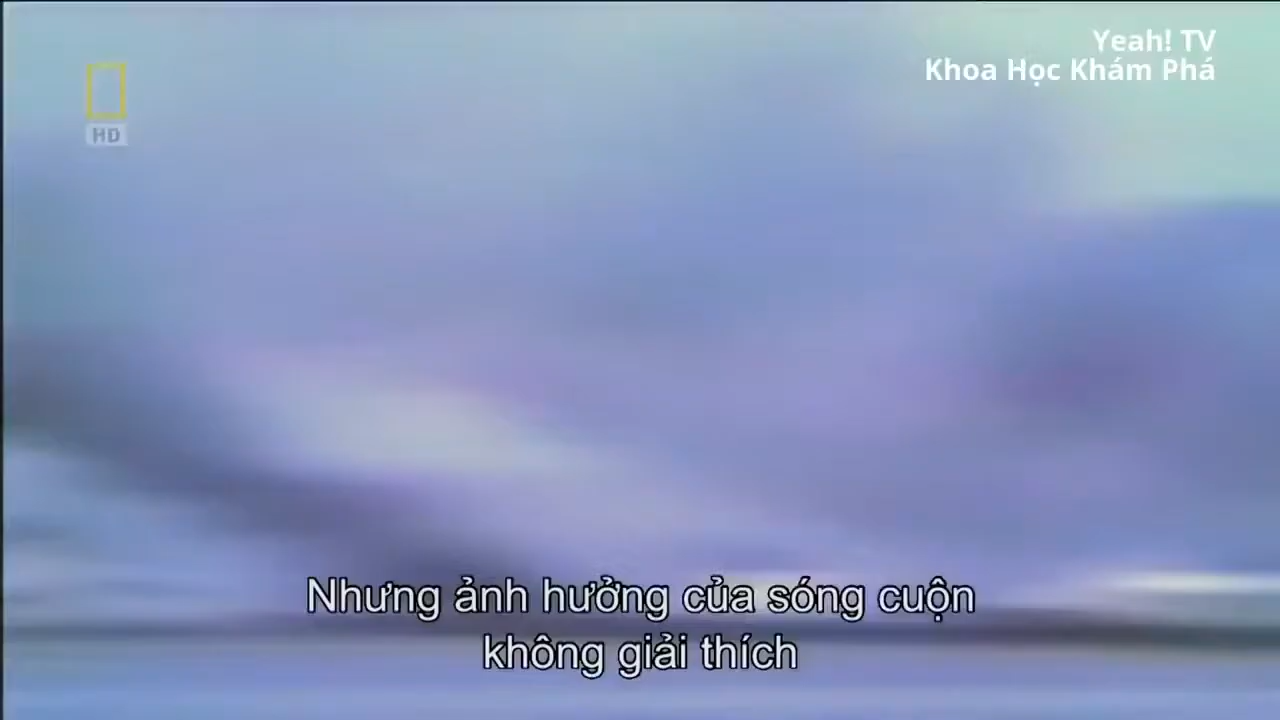 Yeah! TV
Khoa Học Khám Phá
HD
Nhưng ảnh hưởng của sóng cuộn
không giải thích